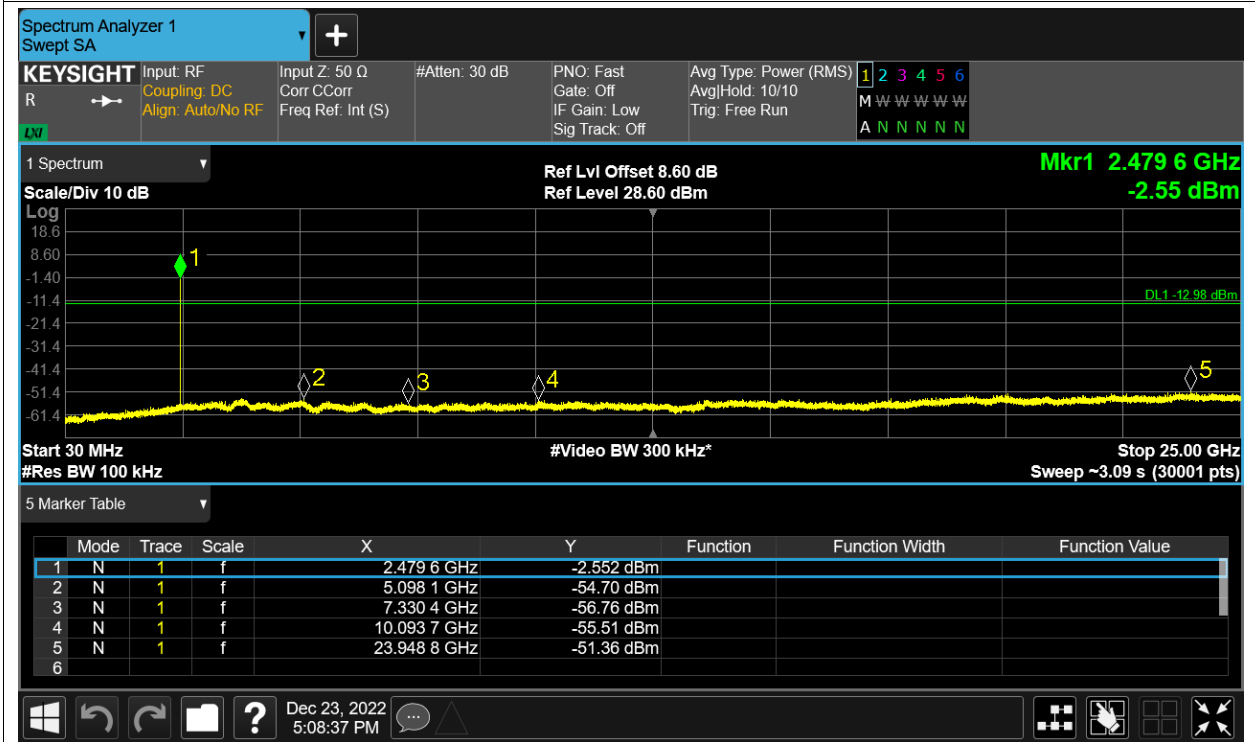 Spectrum Analyzer 1
Swept SA
KEYSIGHT Input: RF Input Z: 50 Ω #Atten: 30 dB PNO: Fast Avg Type: Power (RMS) 1 2 3 4 5 6
R Coupling: DC Corr CCorr Gate: Off Avg|Hold: 10/10 M W W W W W
Align: Auto/No RF Freq Ref: Int (S) IF Gain: Low Trig: Free Run
LXI Sig Track: Off A N N N N N
1 Spectrum Ref Lvl Offset 8.60 dB Mkr1 2.479 6 GHz
Scale/Div 10 dB Ref Level 28.60 dBm -2.55 dBm
Log
18.6
8.60 1
-1.40
-11.4 DL1 -12.98 dBm
-21.4
-31.4
-41.4 2 3 4 5
-51.4
-61.4
Start 30 MHz #Video BW 300 kHz* Stop 25.00 GHz
#Res BW 100 kHz Sweep ~3.09 s (30001 pts)
5 Marker Table
Mode Trace Scale X Y Function Function Width Function Value
1 N 1 f 2.479 6 GHz -2.552 dBm
2 N 1 f 5.098 1 GHz -54.70 dBm
3 N 1 f 7.330 4 GHz -56.76 dBm
4 N 1 f 10.093 7 GHz -55.51 dBm
5 N 1 f 23.948 8 GHz -51.36 dBm
6
? Dec 23, 2022
5:08:37 PM